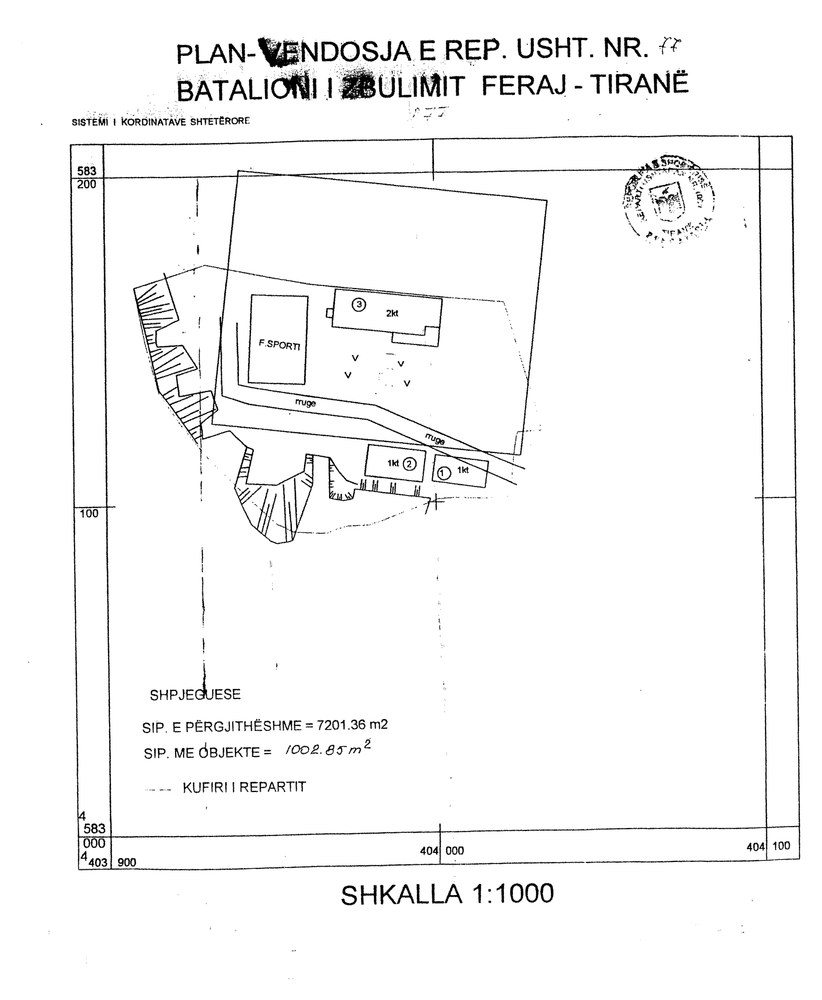 PLAN-VENDOSJA E REP. USHT. NR. 77
BATALIONI I ZBULIMIT FERAJ - TIRANË
SISTEMI I KORDINATAVE SHTETËRORE
583
200
3
2kt
F.SPORTI
V
V
V
V
rruge
rruge
1kt 2
1 1kt
100
SHPJEGUESE
SIP. E PËRGJITHËSHME = 7201.36 m2
SIP. ME OBJEKTE = 1002.85 m²
---- KUFIRI I REPARTIT
4
583
000
4
403 900
404 000
404 100
SHKALLA 1:1000